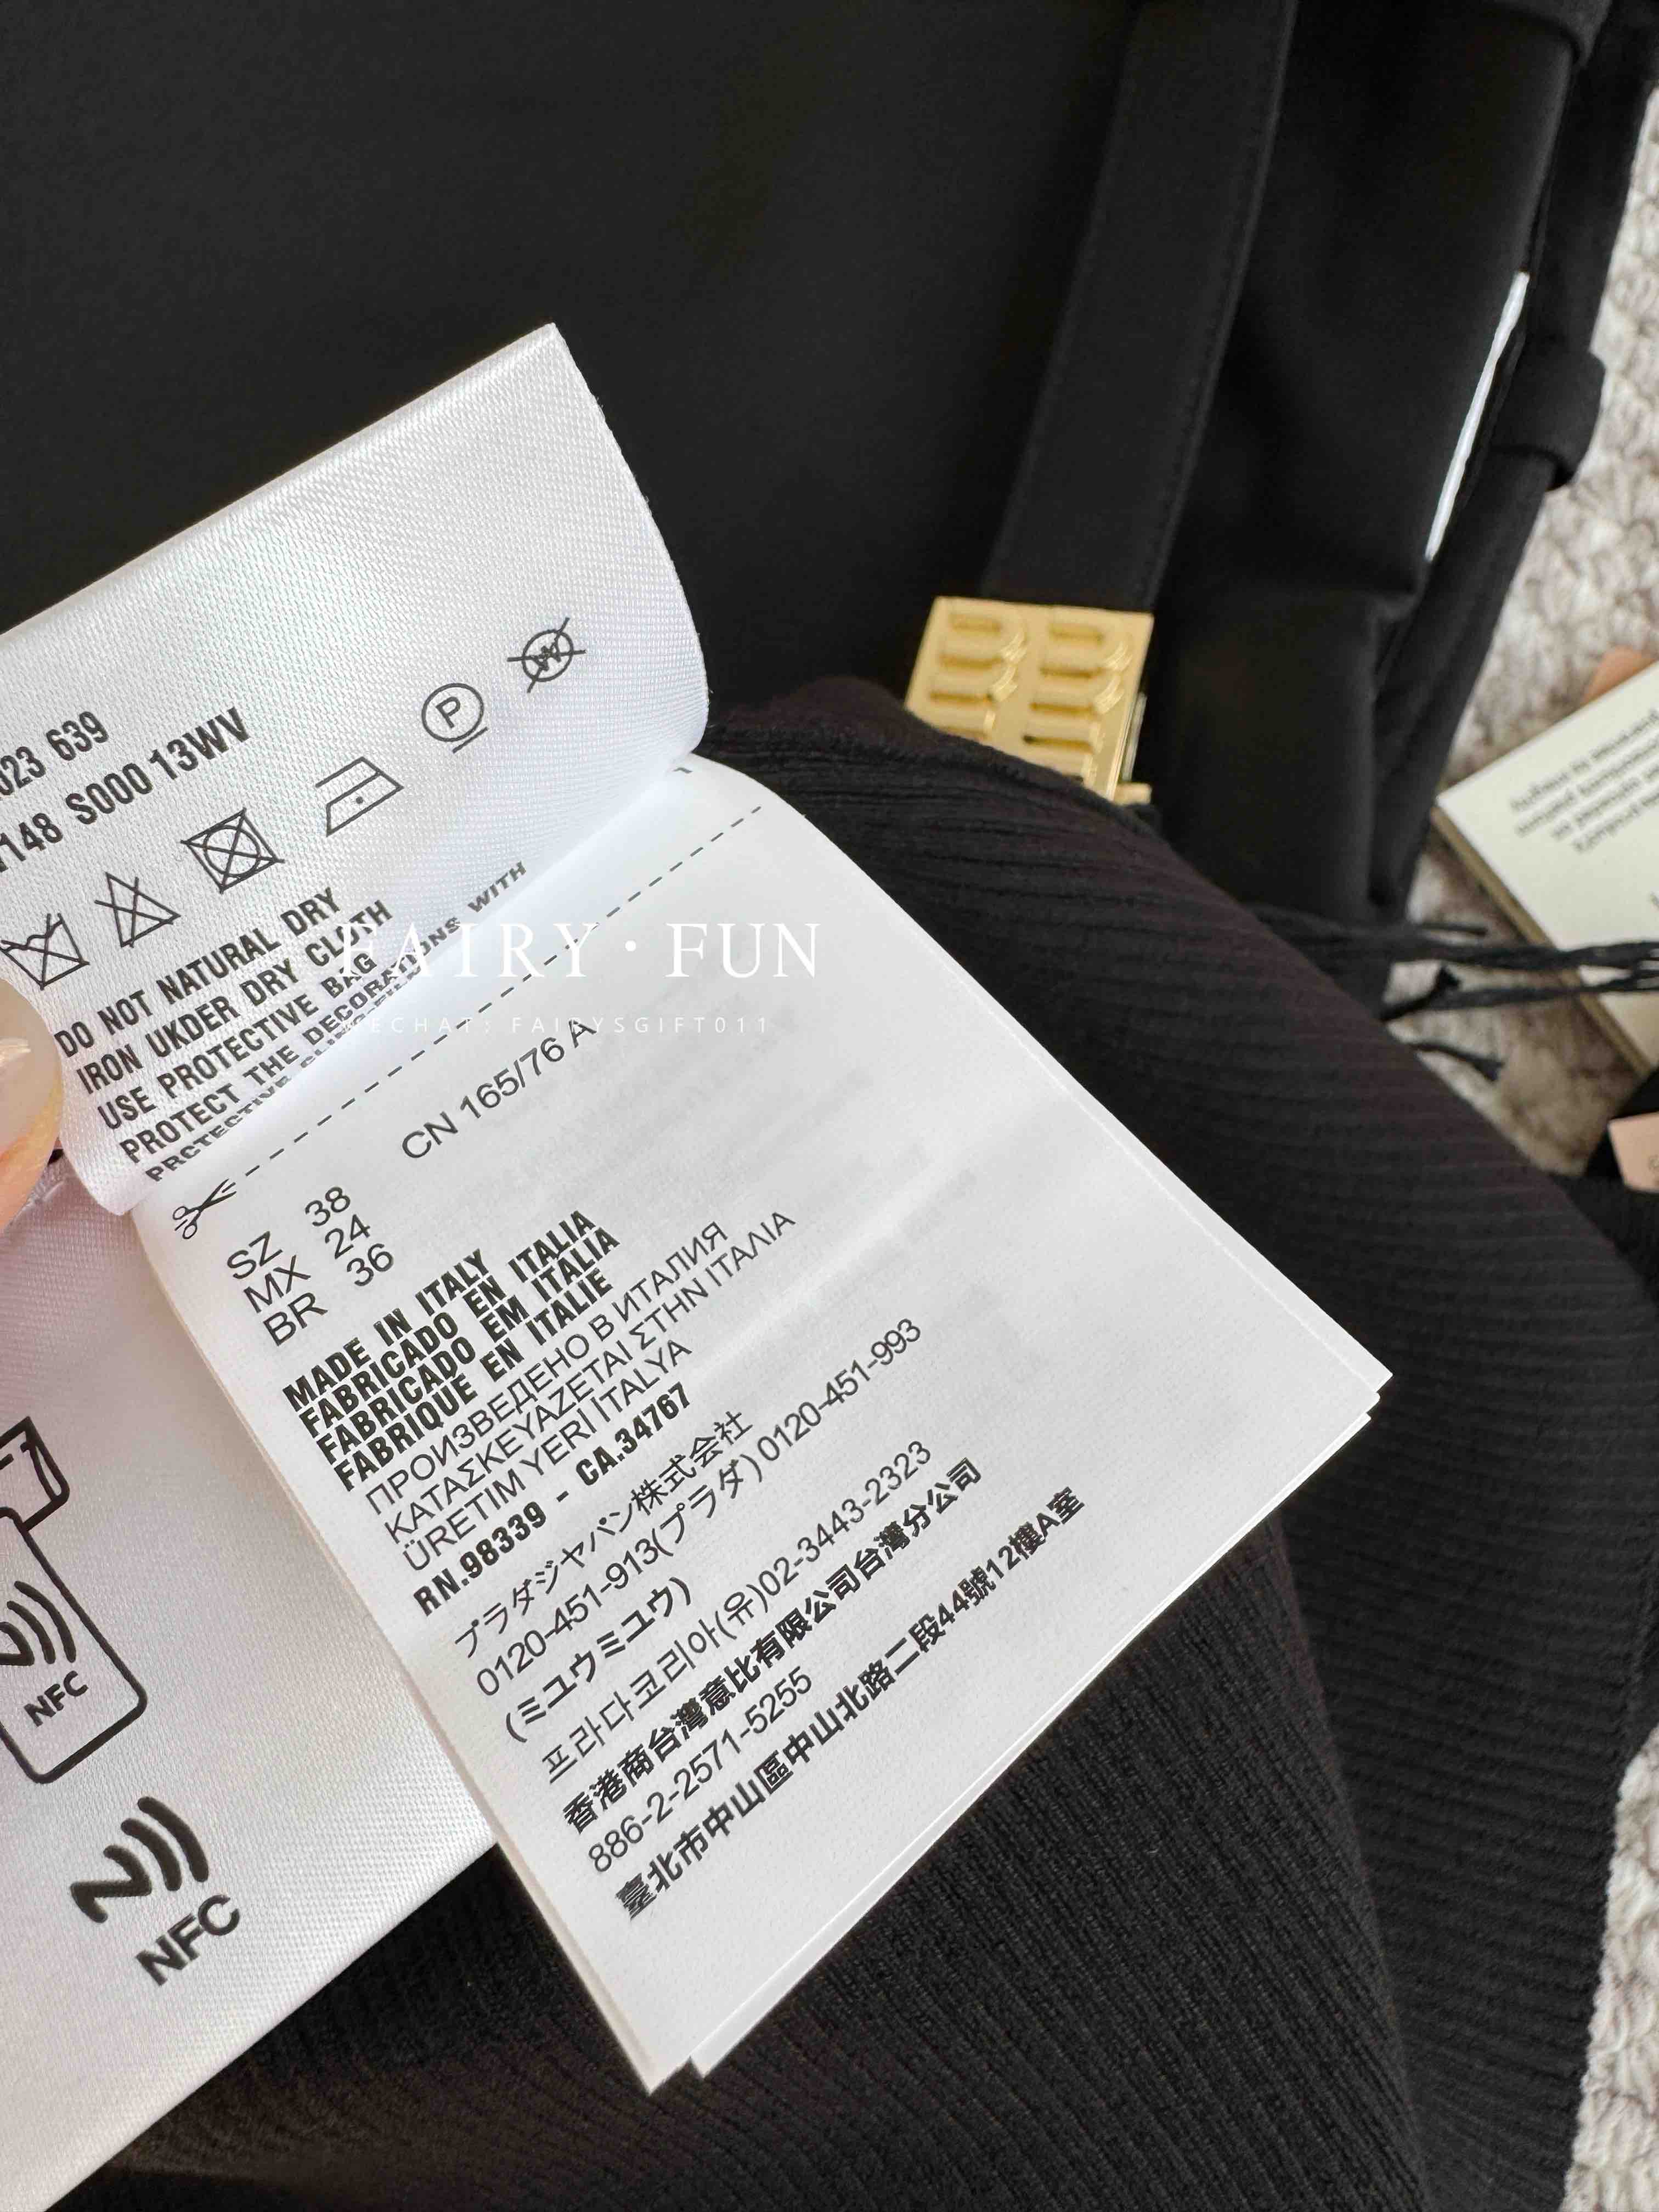 023 639
148 S000 13WV
P
W
DO NOT NATURAL DRY
IRON UKDER DRY CLOTH
USE PROTECTIVE BAG
PROTECT THE DECORATIONS WITH
PROTECTIVE
FAIRY·FUN
WECHAT: FAIRYSGIFT011
CN 165/76 A
SZ 38
MX 24
BR 36
MADE IN ITALY
FABRICADO EN ITALIA
FABRICADO EM ITALIA
FABRIQUÉ EN ITALIE
ПРОИЗВЕДЕНО В ИТАЛИЯ
ΚΑΤΑΣΚΕΥΑΖΕΤΑΙ ΣΤΗΝ ΙΤΑΛΙΑ
ÜRETIM YERI İTALYA
RN.98339 - CA.34767
プラダジャパン株式会社
0120-451-913(プラダ) 0120-451-993
(ミユウミユウ)
프라다코리아(유)02-3443-2323
香港商台灣意比有限公司台灣分公司
886-2-2571-5255
臺北市中山區中山北路二段44號12樓A室
NFC
NFC